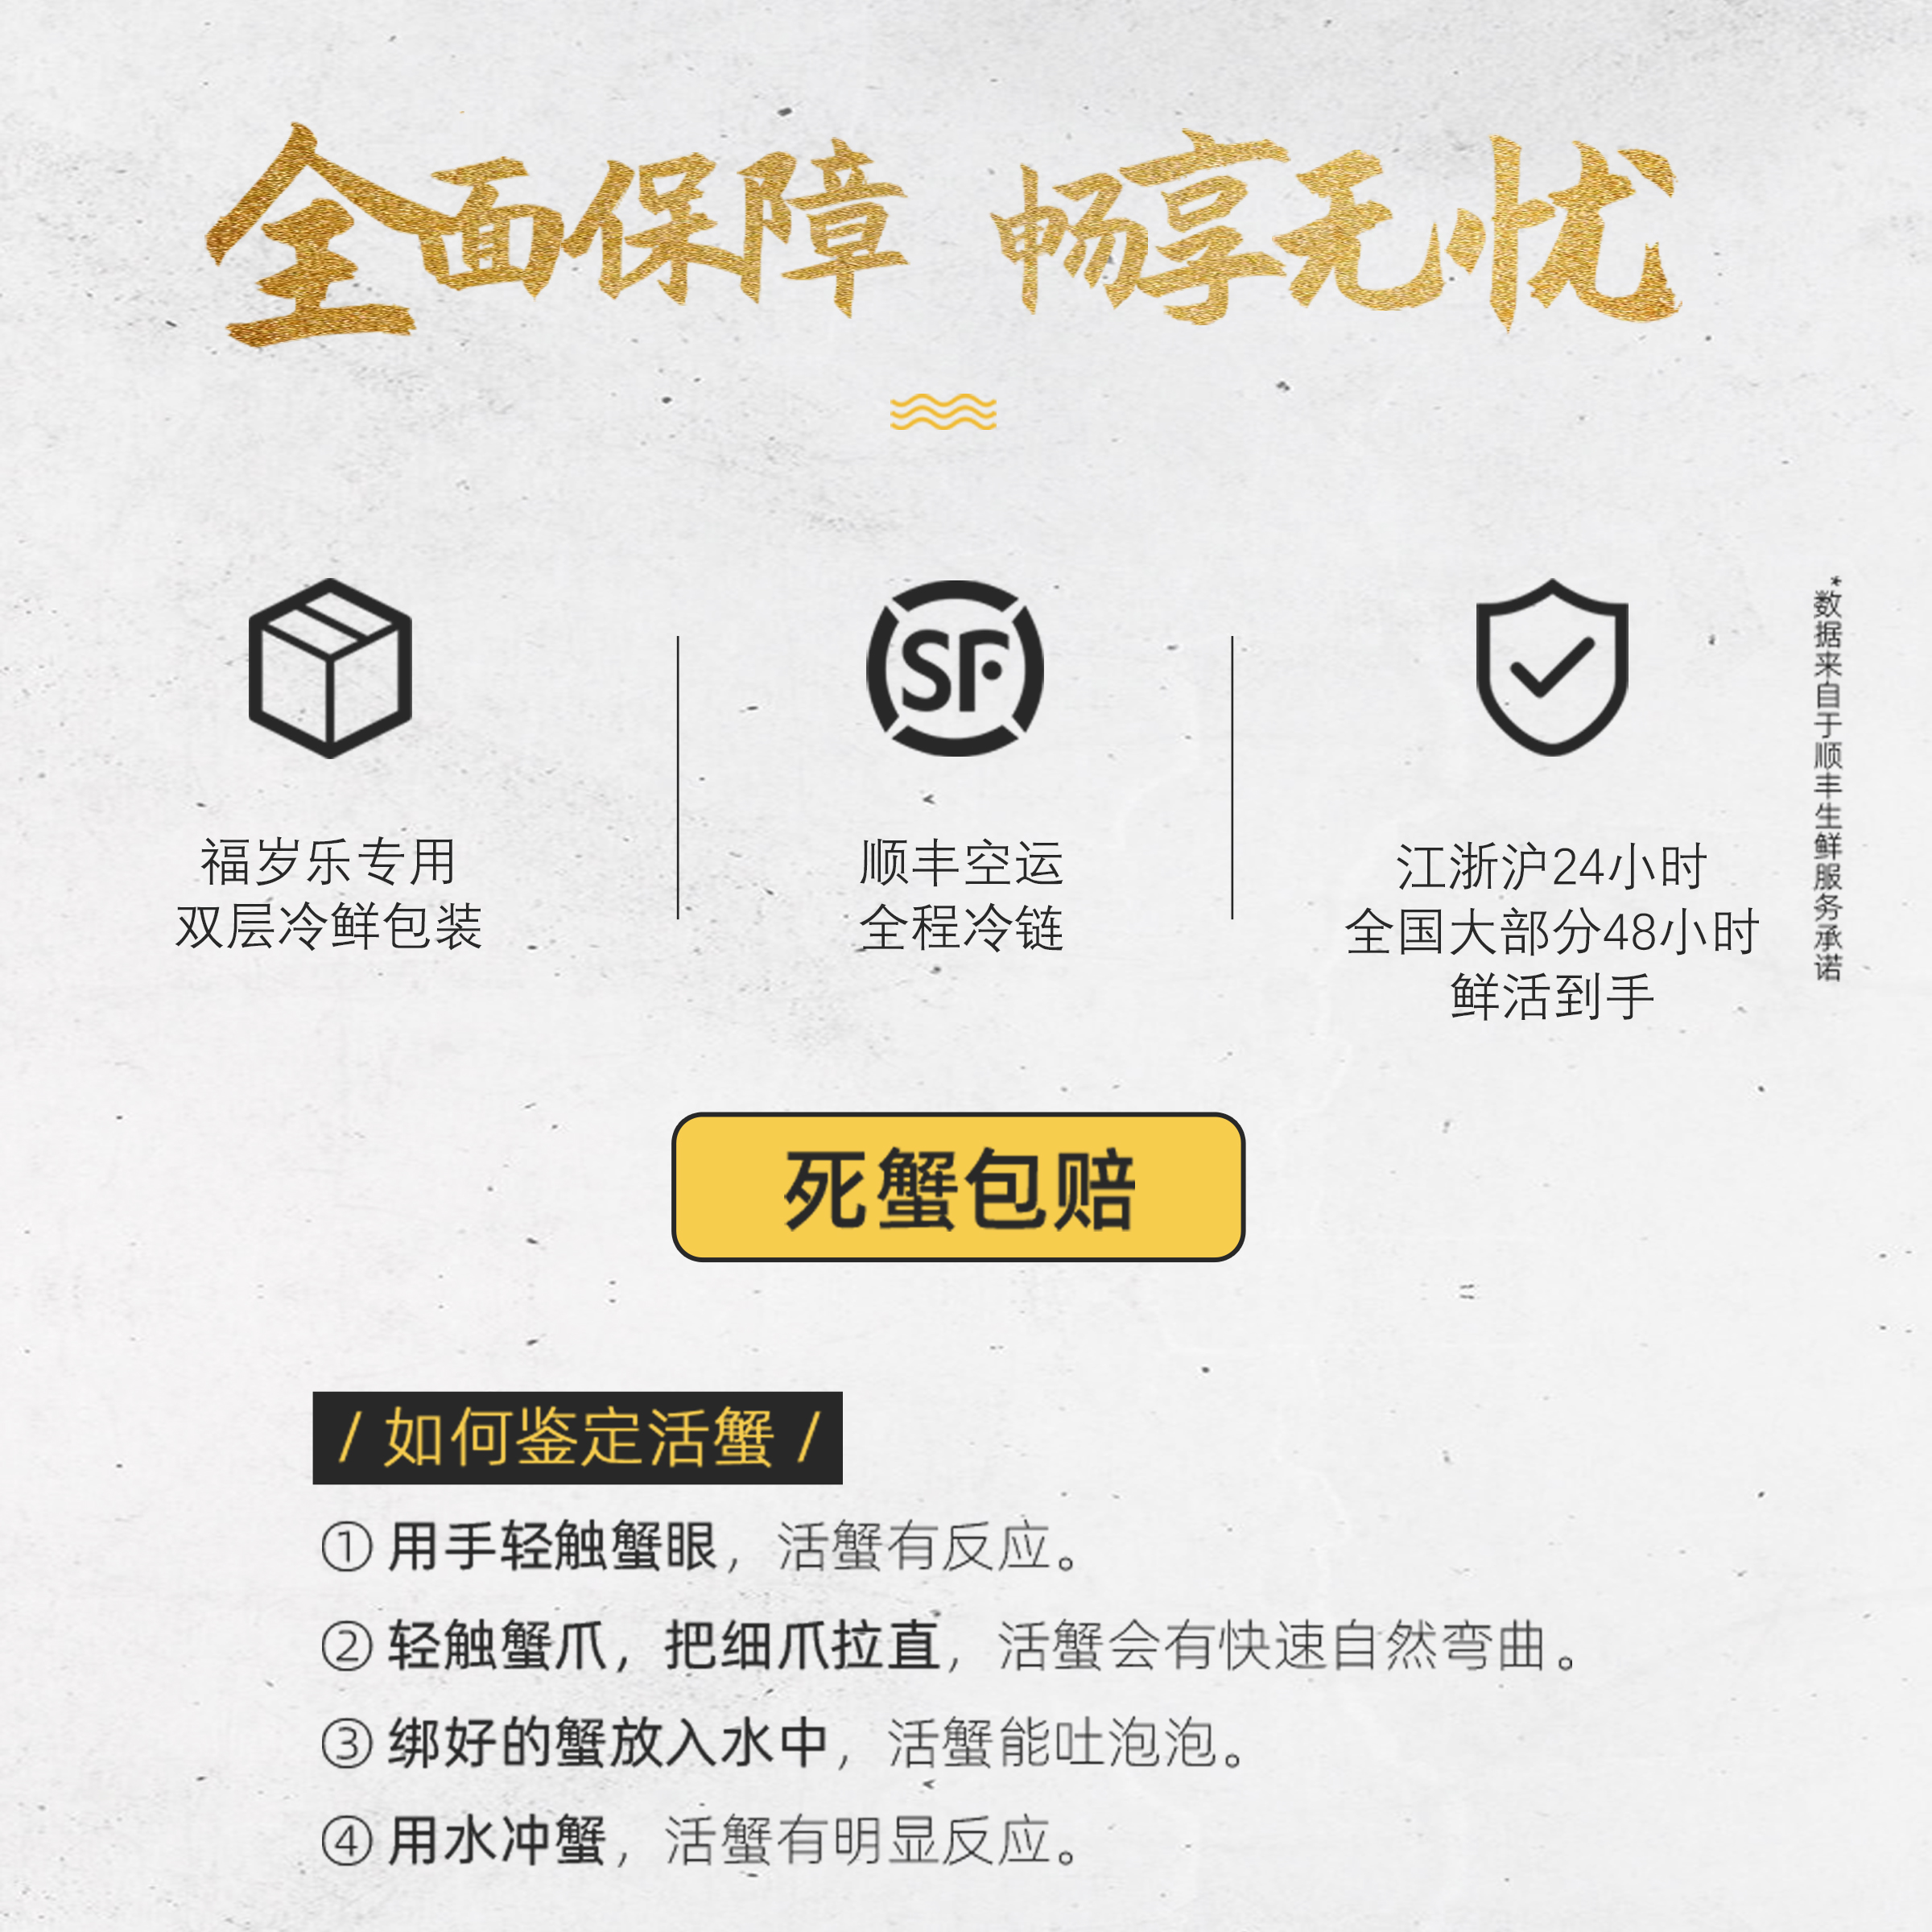 全面保障 畅享无忧
SF
福岁乐专用
双层冷鲜包装
顺丰空运
全程冷链
江浙沪24小时
全国大部分48小时
鲜活到手
*数据来自于顺丰生鲜服务承诺
死蟹包赔
/ 如何鉴定活蟹 /
① 用手轻触蟹眼，活蟹有反应。
② 轻触蟹爪，把细爪拉直，活蟹会有快速自然弯曲。
③ 绑好的蟹放入水中，活蟹能吐泡泡。
④ 用水冲蟹，活蟹有明显反应。